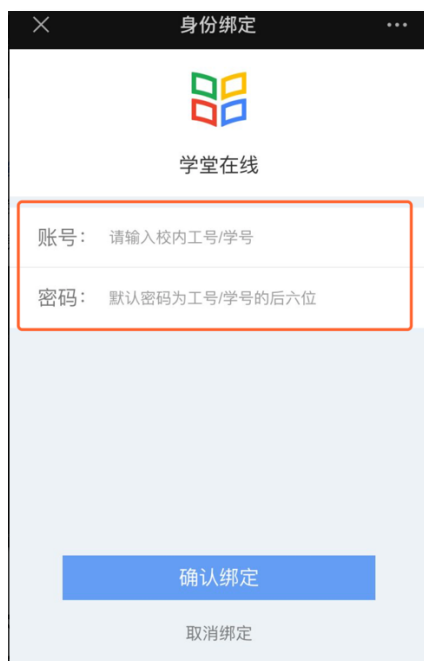 身份绑定
学堂在线
账号： 请输入校内工号/学号
密码： 默认密码为工号/学号的后六位
确认绑定
取消绑定